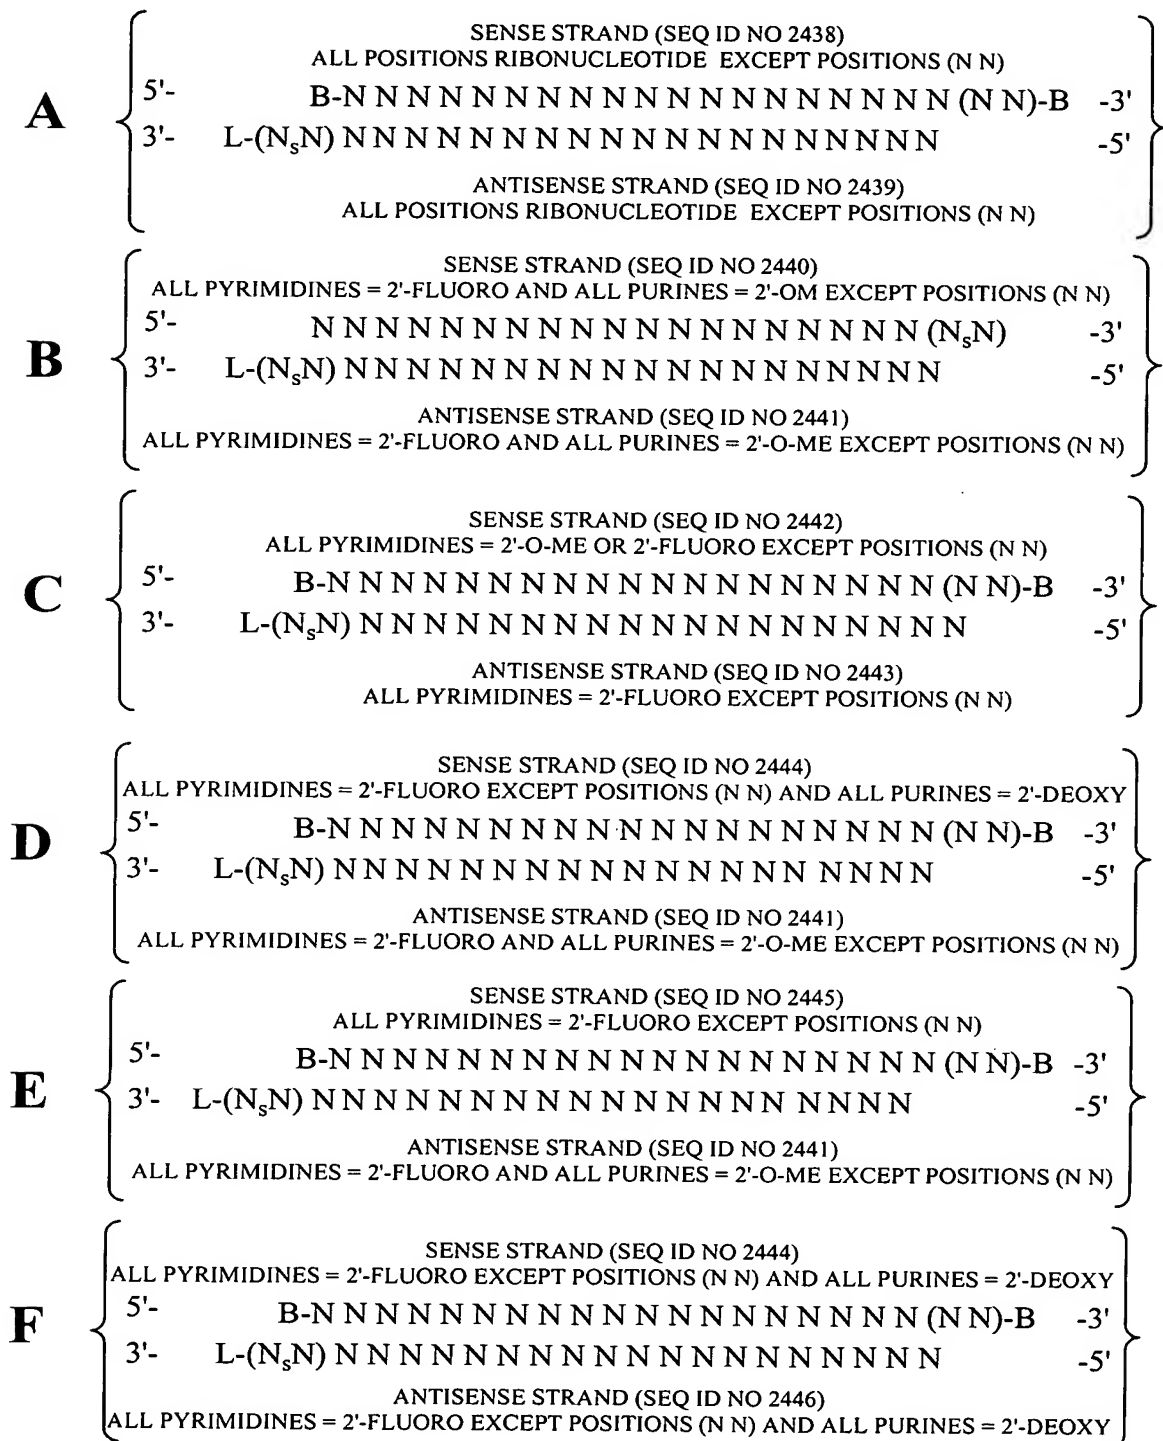 SENSE STRAND (SEQ ID NO 2438)
ALL POSITIONS RIBONUCLEOTIDE EXCEPT POSITIONS (N N)
A
5'- B-N N N N N N N N N N N N N N N N N N N (N N)-B -3'
3'- L-(NₛN) N N N N N N N N N N N N N N N N N N N -5'
ANTISENSE STRAND (SEQ ID NO 2439)
ALL POSITIONS RIBONUCLEOTIDE EXCEPT POSITIONS (N N)
SENSE STRAND (SEQ ID NO 2440)
ALL PYRIMIDINES = 2'-FLUORO AND ALL PURINES = 2'-OM EXCEPT POSITIONS (N N)
B
5'- N N N N N N N N N N N N N N N N N N N (NₛN) -3'
3'- L-(NₛN) N N N N N N N N N N N N N N N N N N N -5'
ANTISENSE STRAND (SEQ ID NO 2441)
ALL PYRIMIDINES = 2'-FLUORO AND ALL PURINES = 2'-O-ME EXCEPT POSITIONS (N N)
SENSE STRAND (SEQ ID NO 2442)
ALL PYRIMIDINES = 2'-O-ME OR 2'-FLUORO EXCEPT POSITIONS (N N)
C
5'- B-N N N N N N N N N N N N N N N N N N N (N N)-B -3'
3'- L-(NₛN) N N N N N N N N N N N N N N N N N N N -5'
ANTISENSE STRAND (SEQ ID NO 2443)
ALL PYRIMIDINES = 2'-FLUORO EXCEPT POSITIONS (N N)
SENSE STRAND (SEQ ID NO 2444)
ALL PYRIMIDINES = 2'-FLUORO EXCEPT POSITIONS (N N) AND ALL PURINES = 2'-DEOXY
D
5'- B-N N N N N N N N N N N N N N N N N N N (N N)-B -3'
3'- L-(NₛN) N N N N N N N N N N N N N N N N N N N -5'
ANTISENSE STRAND (SEQ ID NO 2441)
ALL PYRIMIDINES = 2'-FLUORO AND ALL PURINES = 2'-O-ME EXCEPT POSITIONS (N N)
SENSE STRAND (SEQ ID NO 2445)
ALL PYRIMIDINES = 2'-FLUORO EXCEPT POSITIONS (N N)
E
5'- B-N N N N N N N N N N N N N N N N N N N (N N)-B -3'
3'- L-(NₛN) N N N N N N N N N N N N N N N N N N N -5'
ANTISENSE STRAND (SEQ ID NO 2441)
ALL PYRIMIDINES = 2'-FLUORO AND ALL PURINES = 2'-O-ME EXCEPT POSITIONS (N N)
SENSE STRAND (SEQ ID NO 2444)
ALL PYRIMIDINES = 2'-FLUORO EXCEPT POSITIONS (N N) AND ALL PURINES = 2'-DEOXY
F
5'- B-N N N N N N N N N N N N N N N N N N N (N N)-B -3'
3'- L-(NₛN) N N N N N N N N N N N N N N N N N N N -5'
ANTISENSE STRAND (SEQ ID NO 2446)
ALL PYRIMIDINES = 2'-FLUORO EXCEPT POSITIONS (N N) AND ALL PURINES = 2'-DEOXY